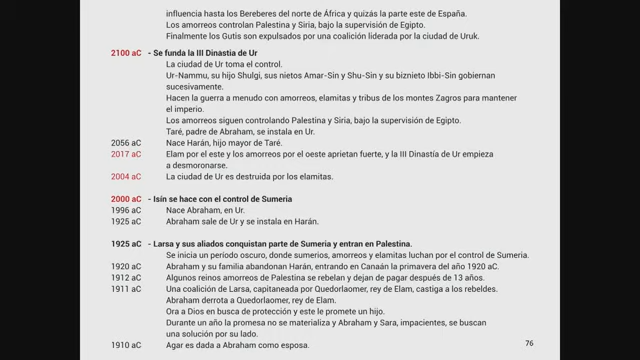 influencia hasta los Bereberes del norte de África y quizás la parte este de España.
Los amorreos controlan Palestina y Siria, bajo la supervisión de Egipto.
Finalmente los Gutis son expulsados por una coalición liderada por la ciudad de Uruk.
2100 aC - Se funda la III Dinastia de Ur
La ciudad de Ur toma el control.
Ur-Nammu, su hijo Shulgi, sus nietos Amar-Sin y Shu-Sin y su biznieto Ibbi-Sin gobiernan
sucesivamente.
Hacen la guerra a menudo con amorreos, elamitas y tribus de los montes Zagros para mantener
el imperio.
Los amorreos siguen controlando Palestina y Siria, bajo la supervisión de Egipto.
Taré, padre de Abraham, se instala en Ur.
2056 aC Nace Harán, hijo mayor de Taré.
2017 aC Elam por el este y los amorreos por el oeste aprietan fuerte, y la III Dinastía de Ur empieza
a desmoronarse.
2004 aC La ciudad de Ur es destruida por los elamitas.
2000 aC - Isín se hace con el control de Sumeria
1996 aC Nace Abraham, en Ur.
1925 aC Abraham sale de Ur y se instala en Harán.
1925 aC - Larsa y sus aliados conquistan parte de Sumeria y entran en Palestina.
Se inicia un período oscuro, donde sumerios, amorreos y elamitas luchan por el control de Sumeria.
1920 aC Abraham y su familia abandonan Harán, entrando en Canaán la primavera del año 1920 aC.
1912 aC Algunos reinos amorreos de Palestina se rebelan y dejan de pagar después de 13 años.
1911 aC Una coalición de Larsa, capitaneada por Quedorlaomer, rey de Elam, castiga a los rebeldes.
Abraham derrota a Quedorlaomer, rey de Elam.
Ora a Dios en busca de protección y este le promete un hijo.
Durante un año la promesa no se materializa y Abraham y Sara, impacientes, se buscan
una solución por su lado.
1910 aC Agar es dada a Abraham como esposa.
76